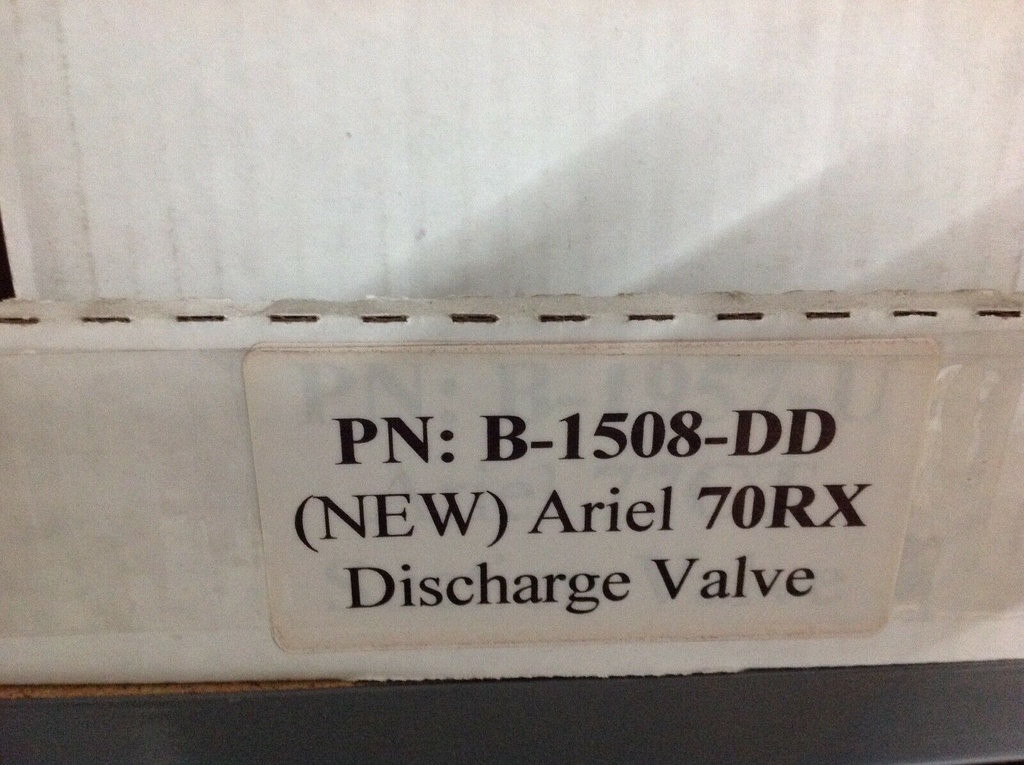 PN: B-1508-DD
(NEW) Ariel 70RX
Discharge Valve